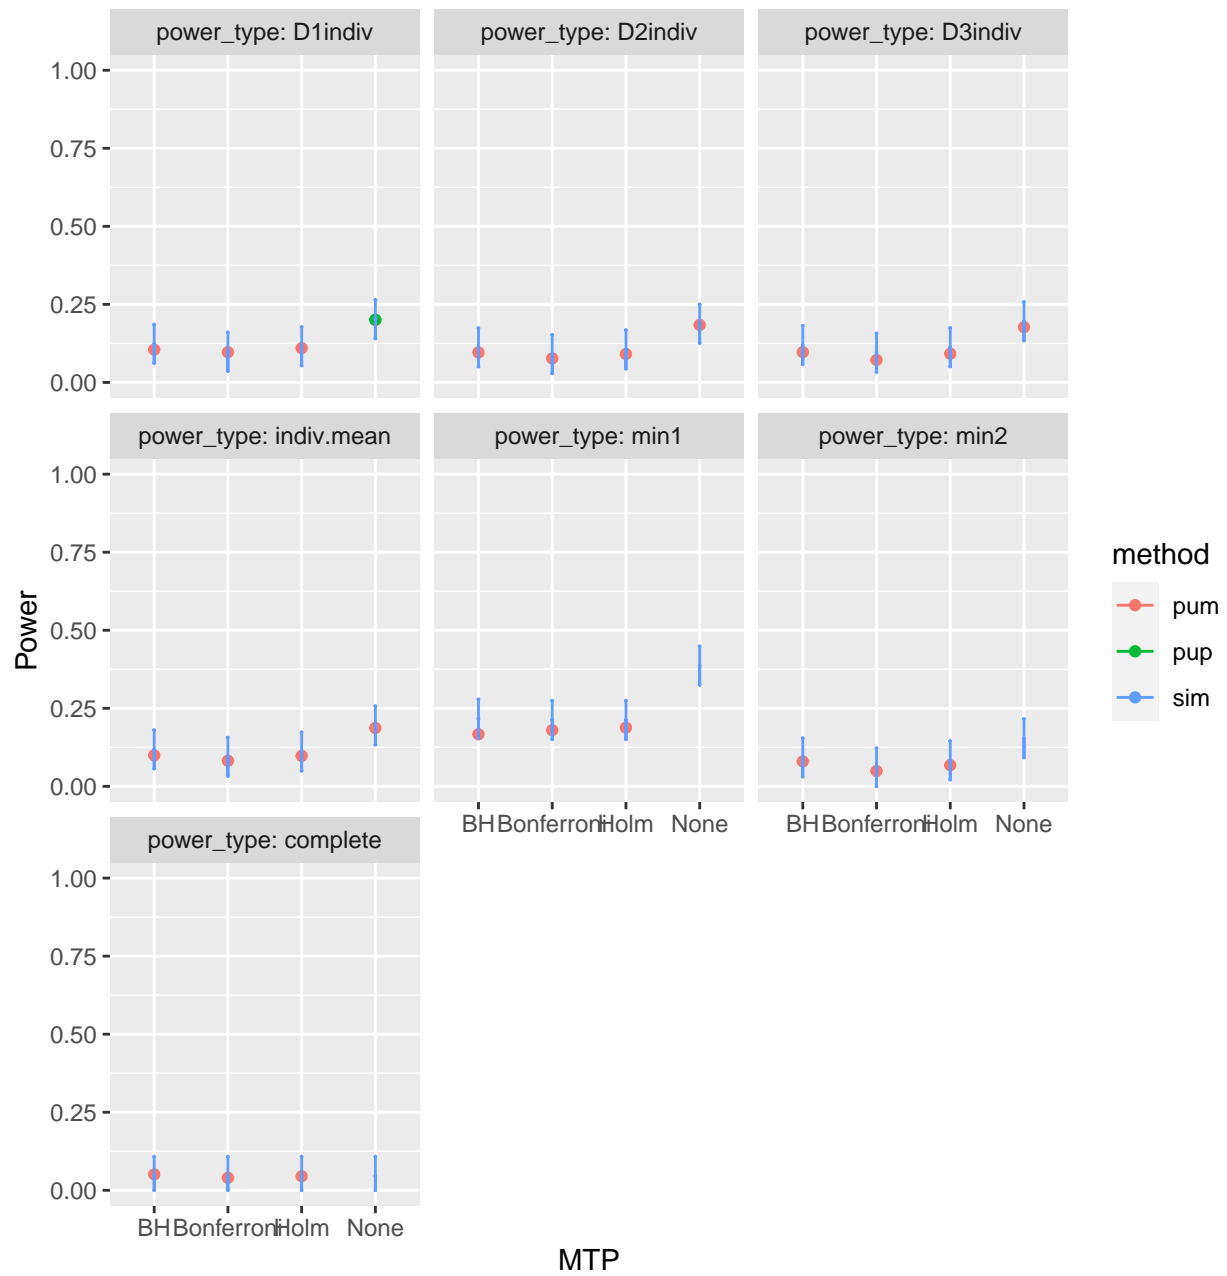 power_type: D1indiv power_type: D2indiv power_type: D3indiv
1.00
0.75
0.50
0.25
0.00
power_type: indiv.mean power_type: min1 power_type: min2
1.00
0.75
0.50
0.25
0.00
BH Bonferroni Holm None BH Bonferroni Holm None
power_type: complete
1.00
0.75
0.50
0.25
0.00
BH Bonferroni Holm None
MTP
Power
method
pum
pup
sim